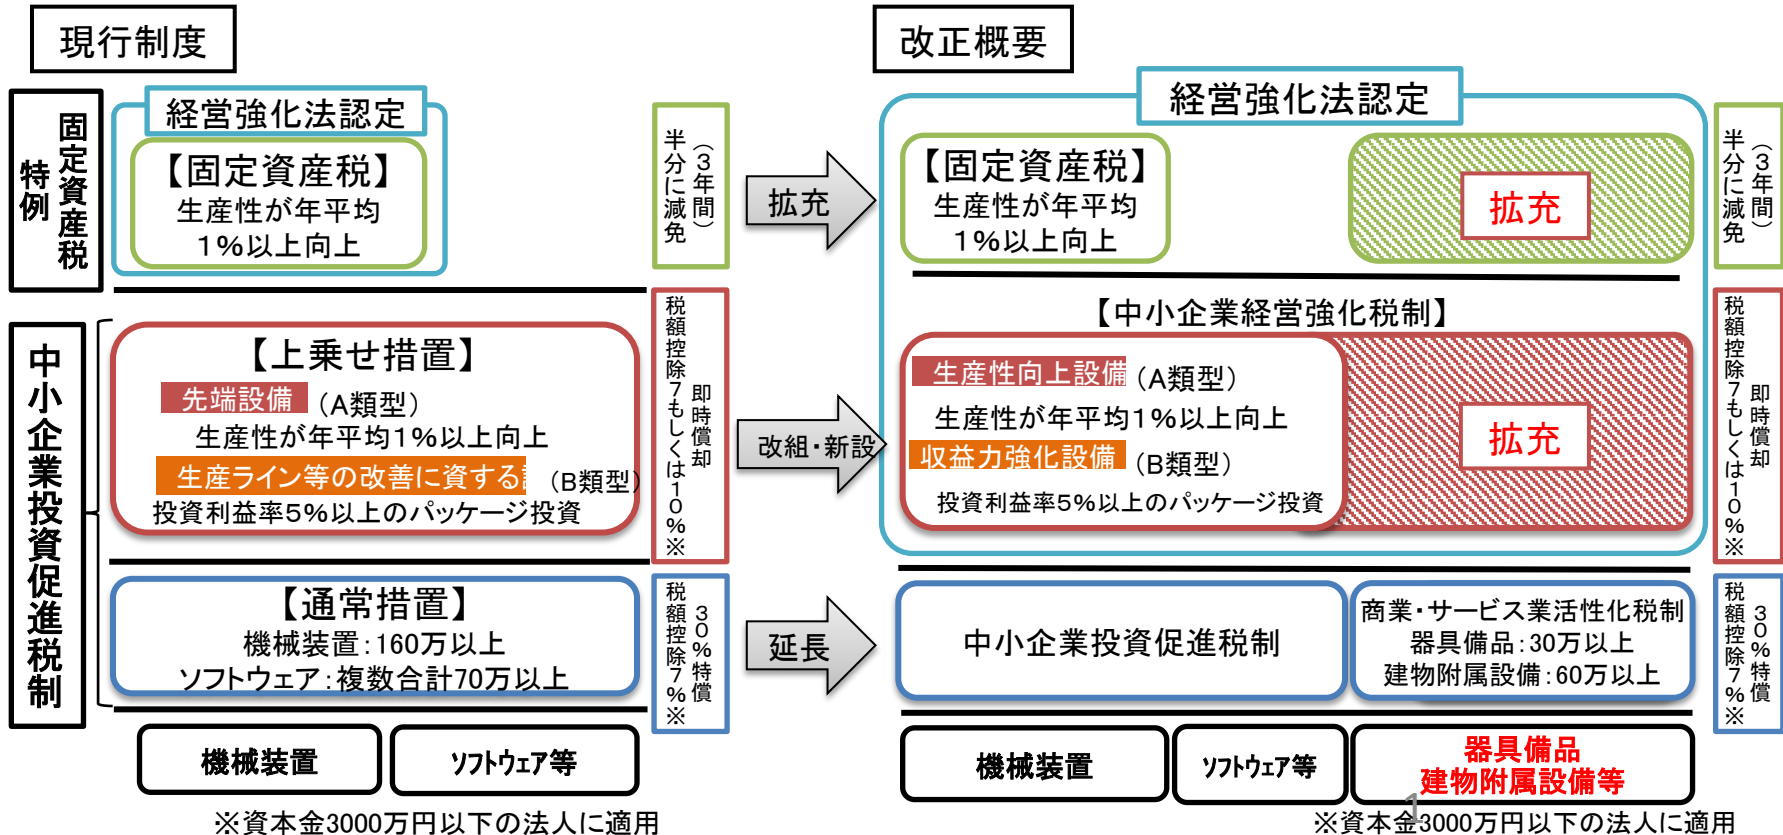 現行制度
固定資産税
特例
経営強化法認定
【固定資産税】
生産性が年平均
1%以上向上
半分に減免
（３年間）
中小企業投資促進税制
【上乗せ措置】
先端設備（A類型）
生産性が年平均1%以上向上
生産ライン等の改善に資する（B類型）
投資利益率5%以上のパッケージ投資
即時償却
税額控除7もしくは10%※
【通常措置】
機械装置：160万以上
ソフトウェア：複数合計70万以上
30%特償
税額控除7%※
機械装置
ソフトウェア等
※資本金3000万円以下の法人に適用
拡充
改組・新設
延長
改正概要
経営強化法認定
【固定資産税】
生産性が年平均
1%以上向上
拡充
半分に減免
（３年間）
【中小企業経営強化税制】
生産性向上設備（A類型）
生産性が年平均1%以上向上
収益力強化設備（B類型）
投資利益率5%以上のパッケージ投資
拡充
即時償却
税額控除7もしくは10%※
中小企業投資促進税制
商業・サービス業活性化税制
器具備品：30万以上
建物附属設備：60万以上
30%特償
税額控除7%※
機械装置
ソフトウェア等
器具備品
建物附属設備等
1
※資本金3000万円以下の法人に適用